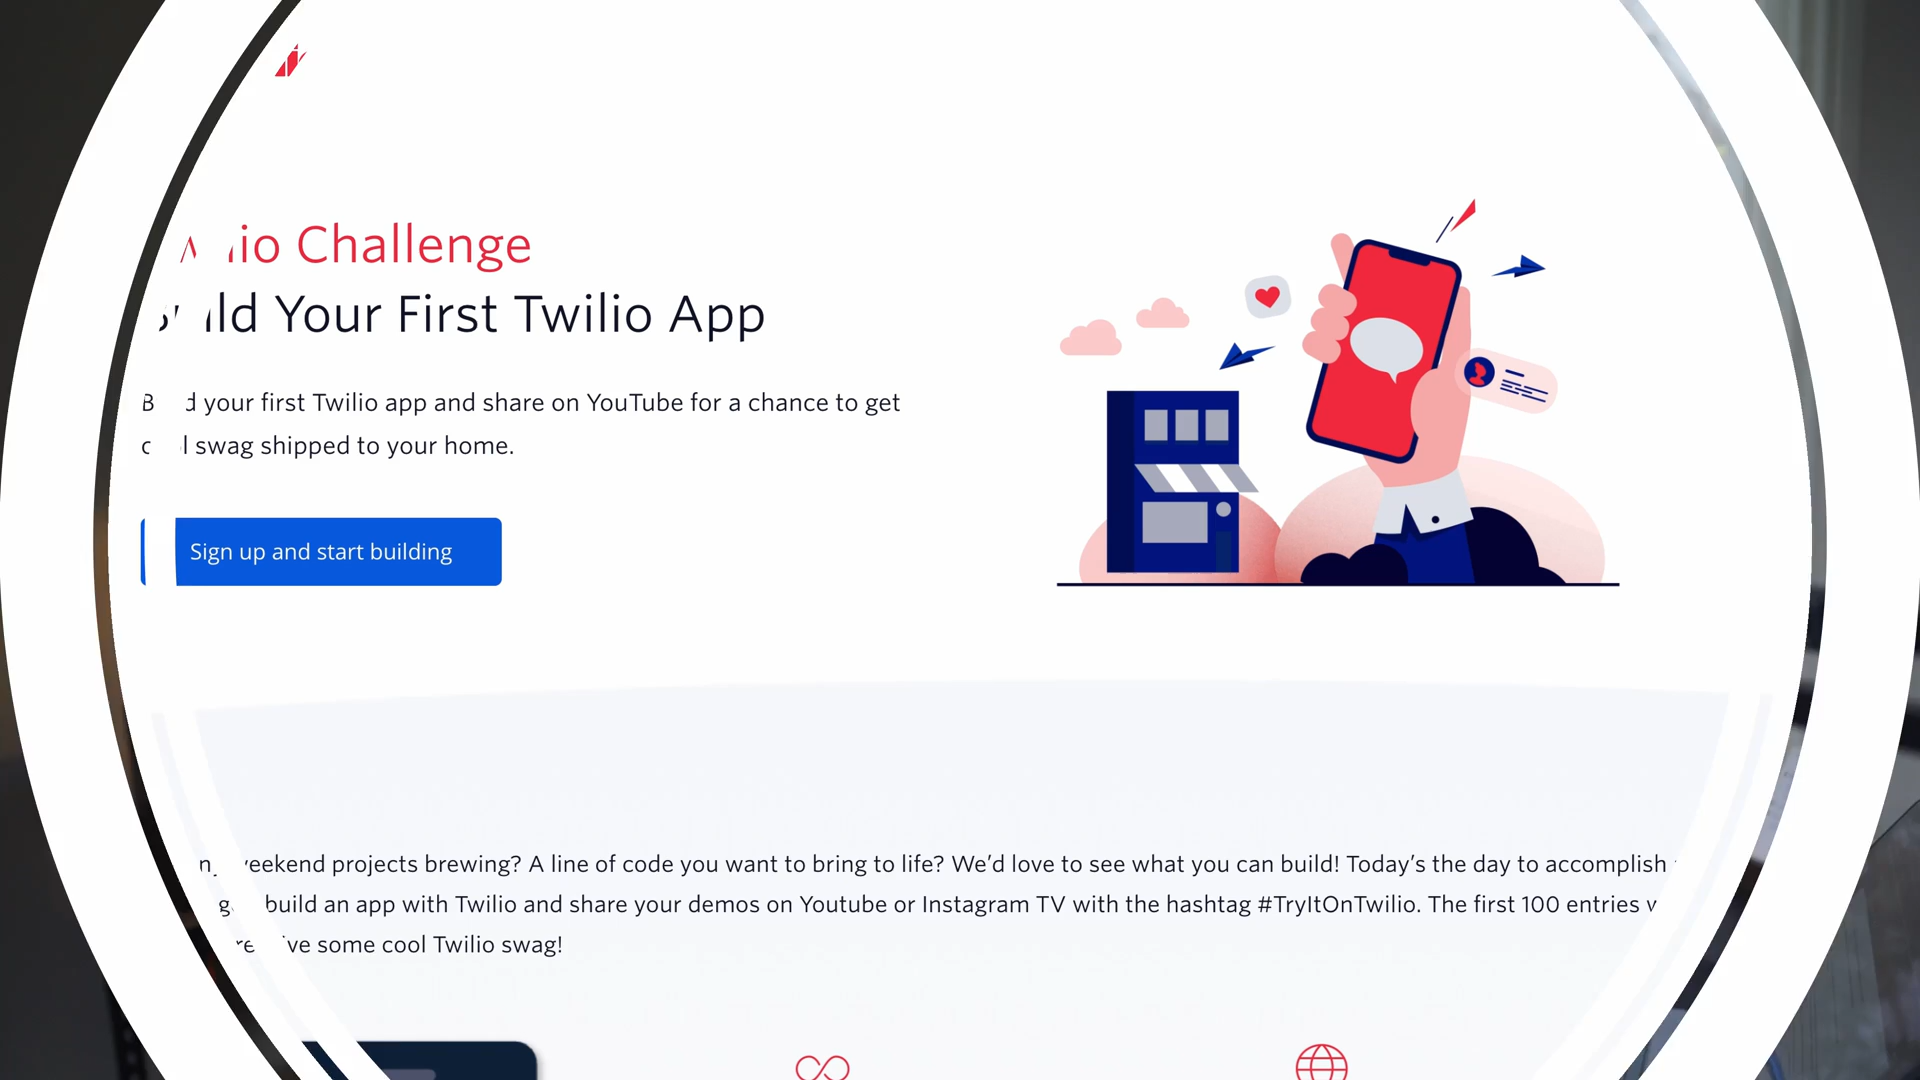 lio Challenge
ld Your First Twilio App
your first Twilio app and share on YouTube for a chance to get
swag shipped to your home.
Sign up and start building
projects brewing? A line of code you want to bring to life? We’d love to see what you can build! Today’s the day to accomplish
build an app with Twilio and share your demos on Youtube or Instagram TV with the hashtag #TryItOnTwilio. The first 100 entries
some cool Twilio swag!